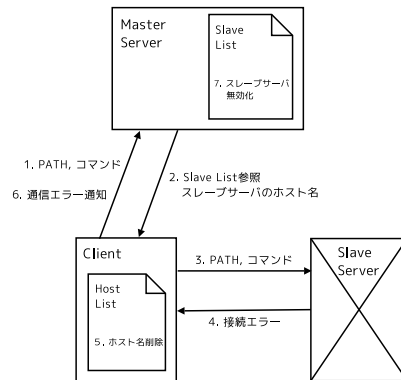 Master
Server
Slave
List
7. スレーブサーバ
無効化
1. PATH, コマンド
6. 通信エラー通知
2. Slave List参照
スレーブサーバのホスト名
Client
Host
List
5. ホスト名削除
3. PATH, コマンド
4. 接続エラー
Slave
Server